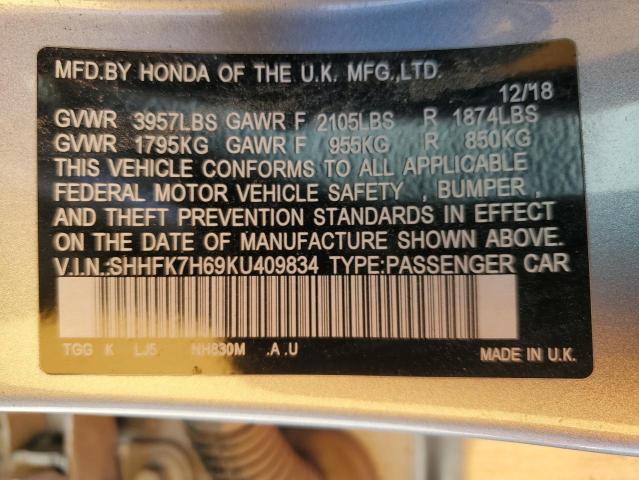 MFD.BY HONDA OF THE U.K. MFG.,LTD.
12/18
GVWR 3957LBS GAWR F 2105LBS R 1874LBS
GVWR 1795KG GAWR F 955KG R 850KG
THIS VEHICLE CONFORMS TO ALL APPLICABLE
FEDERAL MOTOR VEHICLE SAFETY , BUMPER ,
AND THEFT PREVENTION STANDARDS IN EFFECT
ON THE DATE OF MANUFACTURE SHOWN ABOVE.
V.I.N.:SHHFK7H69KU409834 TYPE:PASSENGER CAR
TGG K LJ5 NH830M .A .U MADE IN U.K.